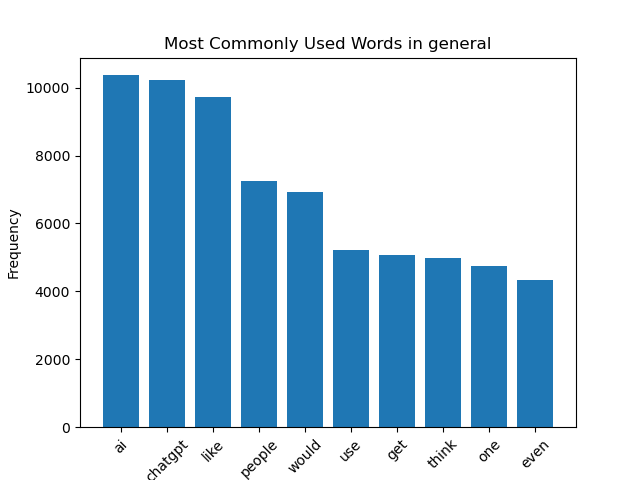 Most Commonly Used Words in general
Frequency
10000
8000
6000
4000
2000
0
ai
chatgpt
like
people
would
use
get
think
one
even